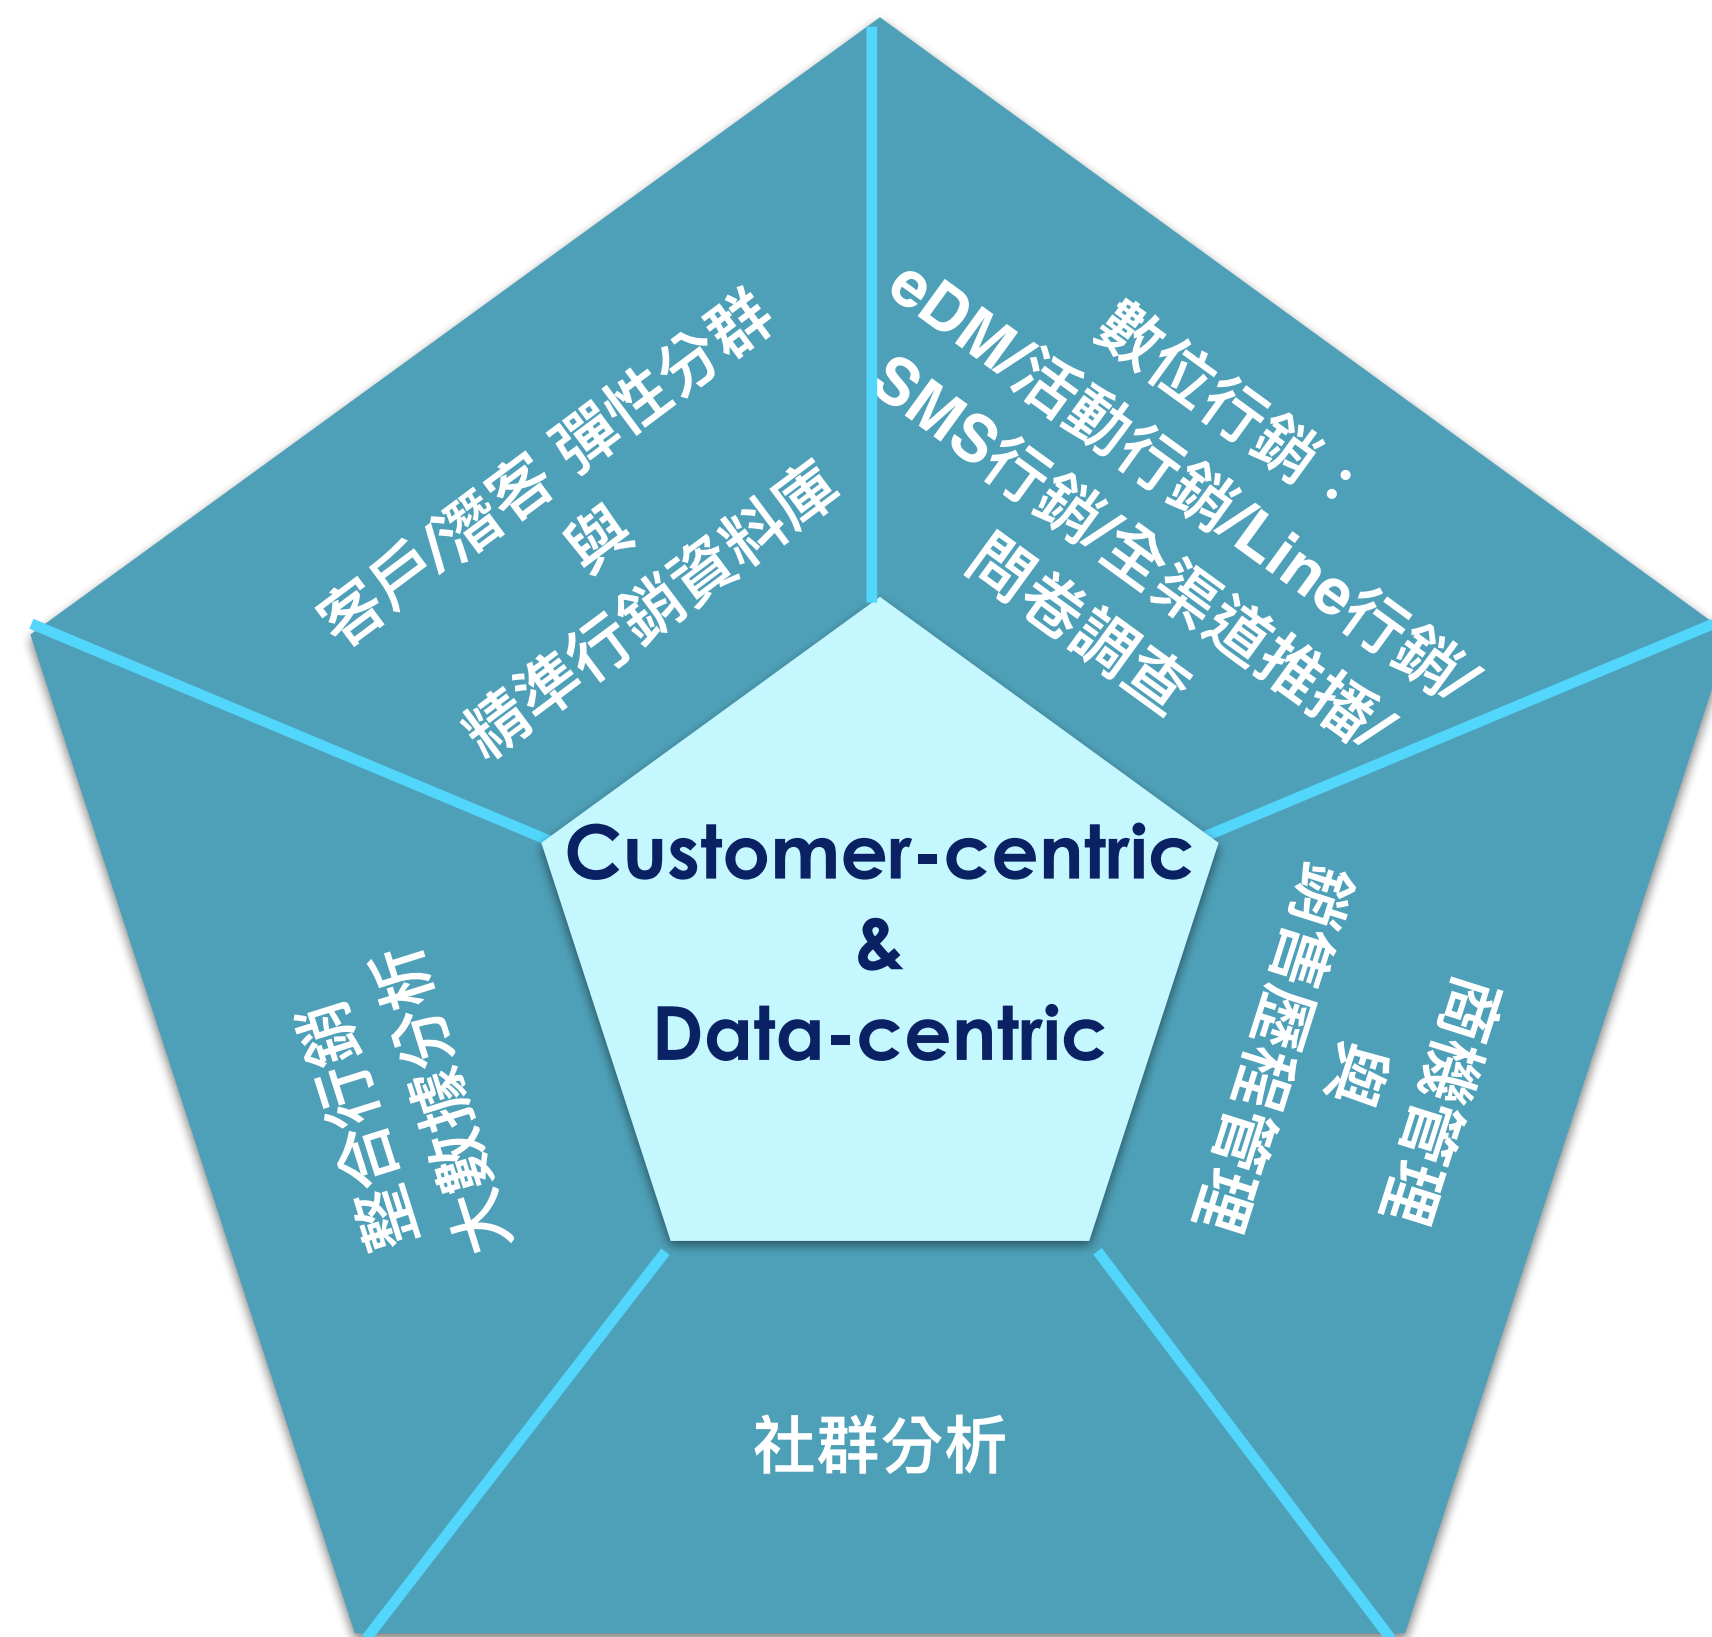 客戶/潛客 彈性分群
與
精準行銷資料庫
數位行銷：
eDM/活動行銷/Line行銷/
SMS行銷/全渠道推播/
問卷調查
Customer-centric
&
Data-centric
商機管理
與
銷售歷程管理
社群分析
整合行銷
大數據分析